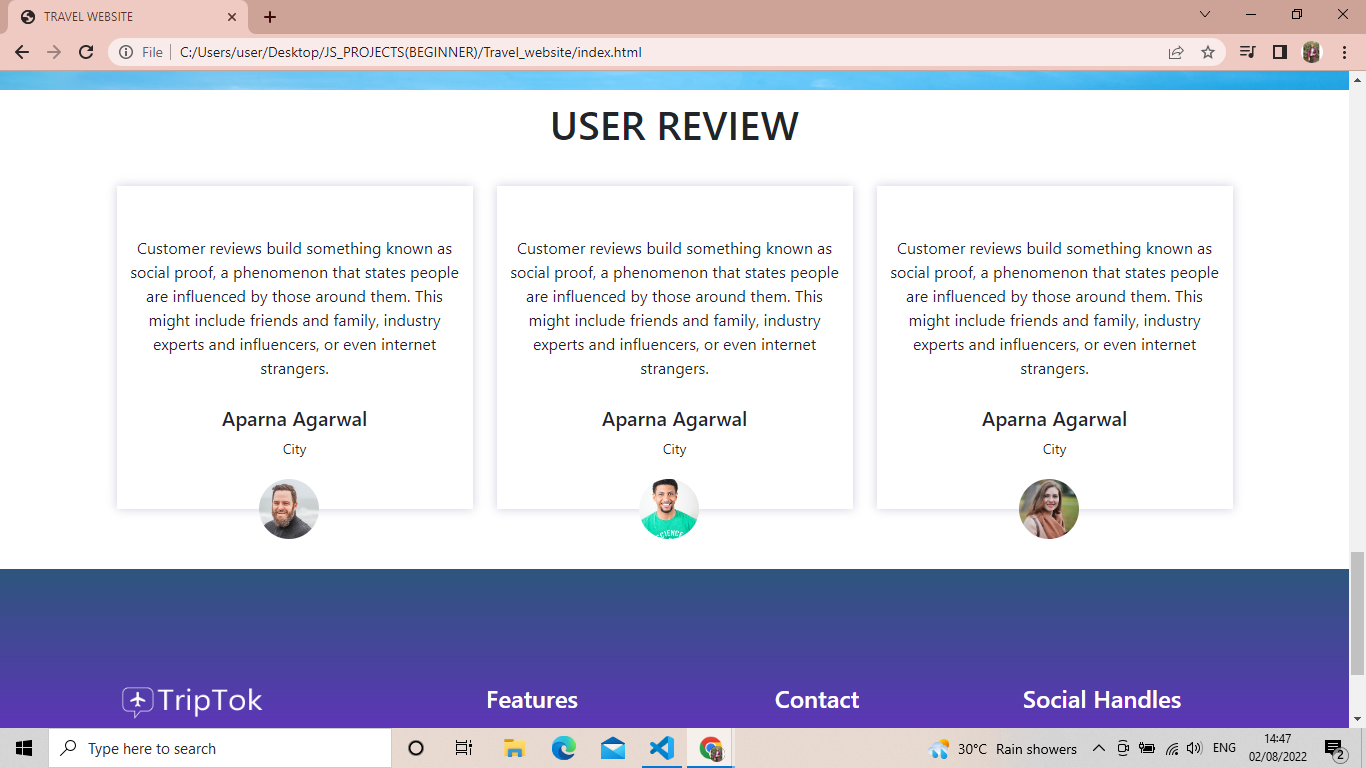 TRAVEL WEBSITE
File C:/Users/user/Desktop/JS_PROJECTS(BEGINNER)/Travel_website/index.html
USER REVIEW
Customer reviews build something known as
social proof, a phenomenon that states people
are influenced by those around them. This
might include friends and family, industry
experts and influencers, or even internet
strangers.
Aparna Agarwal
City
Customer reviews build something known as
social proof, a phenomenon that states people
are influenced by those around them. This
might include friends and family, industry
experts and influencers, or even internet
strangers.
Aparna Agarwal
City
SCIENCE
Customer reviews build something known as
social proof, a phenomenon that states people
are influenced by those around them. This
might include friends and family, industry
experts and influencers, or even internet
strangers.
Aparna Agarwal
City
TripTok Features Contact Social Handles
Type here to search
30°C Rain showers
ENG
14:47
02/08/2022
2